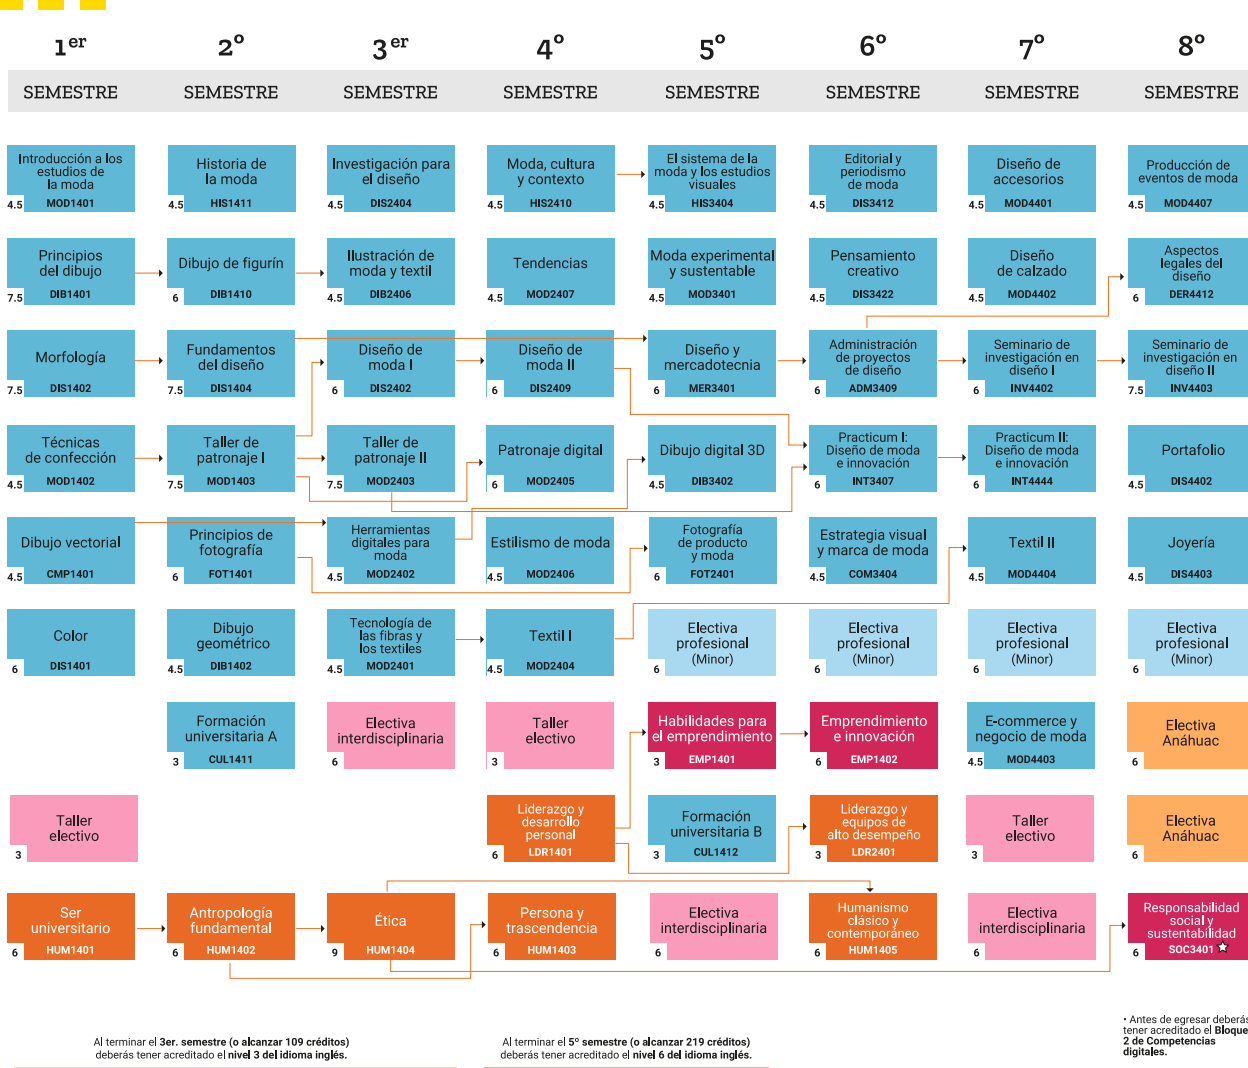 1er
2º
3er
4º
5º
6º
7º
8º
SEMESTRE
SEMESTRE
SEMESTRE
SEMESTRE
SEMESTRE
SEMESTRE
SEMESTRE
SEMESTRE
Introducción a los
estudios de
la moda
4.5 MOD1401
Historia de
la moda
4.5 HIS1411
Investigación para
el diseño
4.5 DIS2404
Moda, cultura
y contexto
4.5 HIS2410
El sistema de la
moda y los estudios
visuales
4.5 HIS3404
Editorial y
periodismo
de moda
4.5 DIS3412
Diseño de
accesorios
4.5 MOD4401
Producción de
eventos de moda
4.5 MOD4407
Principios
del dibujo
7.5 DIB1401
Dibujo de figurín
6 DIB1410
Ilustración de
moda y textil
4.5 DIB2406
Tendencias
4.5 MOD2407
Moda experimental
y sustentable
4.5 MOD3401
Pensamiento
creativo
4.5 DIS3422
Diseño
de calzado
4.5 MOD4402
Aspectos
legales del
diseño
6 DER4412
Morfología
7.5 DIS1402
Fundamentos
del diseño
7.5 DIS1404
Diseño de
moda I
6 DIS2402
Diseño de
moda II
6 DIS2409
Diseño y
mercadotecnia
6 MER3401
Administración
de proyectos
de diseño
6 ADM3409
Seminario de
investigación en
diseño I
6 INV4402
Seminario de
investigación en
diseño II
7.5 INV4403
Técnicas
de confección
4.5 MOD1402
Taller de
patronaje I
7.5 MOD1403
Taller de
patronaje II
7.5 MOD2403
Patronaje digital
6 MOD2405
Dibujo digital 3D
4.5 DIB3402
Practicum I:
Diseño de moda
e innovación
6 INT3407
Practicum II:
Diseño de moda
e innovación
6 INT4444
Portafolio
4.5 DIS4402
Dibujo vectorial
4.5 CMP1401
Principios de
fotografía
6 FOT1401
Herramientas
digitales para
moda
4.5 MOD2402
Estilismo de moda
4.5 MOD2406
Fotografía
de producto
y moda
6 FOT2401
Estrategia visual
y marca de moda
4.5 COM3404
Textil II
4.5 MOD4404
Joyería
4.5 DIS4403
Color
6 DIS1401
Dibujo
geométrico
4.5 DIB1402
Tecnología de
las fibras y
los textiles
4.5 MOD2401
Textil I
4.5 MOD2404
Electiva
profesional
(Minor)
6
Electiva
profesional
(Minor)
6
Electiva
profesional
(Minor)
6
Electiva
profesional
(Minor)
6
Formación
universitaria A
3 CUL1411
Electiva
interdisciplinaria
6
Taller
electivo
3
Habilidades para
el emprendimiento
3 EMP1401
Emprendimiento
e innovación
6 EMP1402
E-commerce y
negocio de moda
4.5 MOD4403
Electiva
Anáhuac
6
Taller
electivo
3
Liderazgo y
desarrollo
personal
6 LDR1401
Formación
universitaria B
3 CUL1412
Liderazgo y
equipos de
alto desempeño
3 LDR2401
Taller
electivo
3
Electiva
Anáhuac
6
Ser
universitario
6 HUM1401
Antropología
fundamental
6 HUM1402
Ética
9 HUM1404
Persona y
trascendencia
6 HUM1403
Electiva
interdisciplinaria
6
Humanismo
clásico y
contemporáneo
6 HUM1405
Electiva
interdisciplinaria
6
Responsabilidad
social y
sustentabilidad
6 SOC3401
Al terminar el 3er. semestre (o alcanzar 109 créditos)
deberás tener acreditado el nivel 3 del idioma inglés.
Al terminar el 5º semestre (o alcanzar 219 créditos)
deberás tener acreditado el nivel 6 del idioma inglés.
• Antes de egresar deberás
tener acreditado el Bloque
2 de Competencias
digitales.